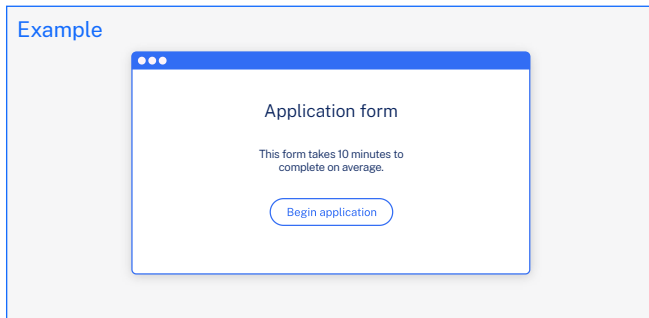 Example
Application form
This form takes 10 minutes to
complete on average.
Begin application